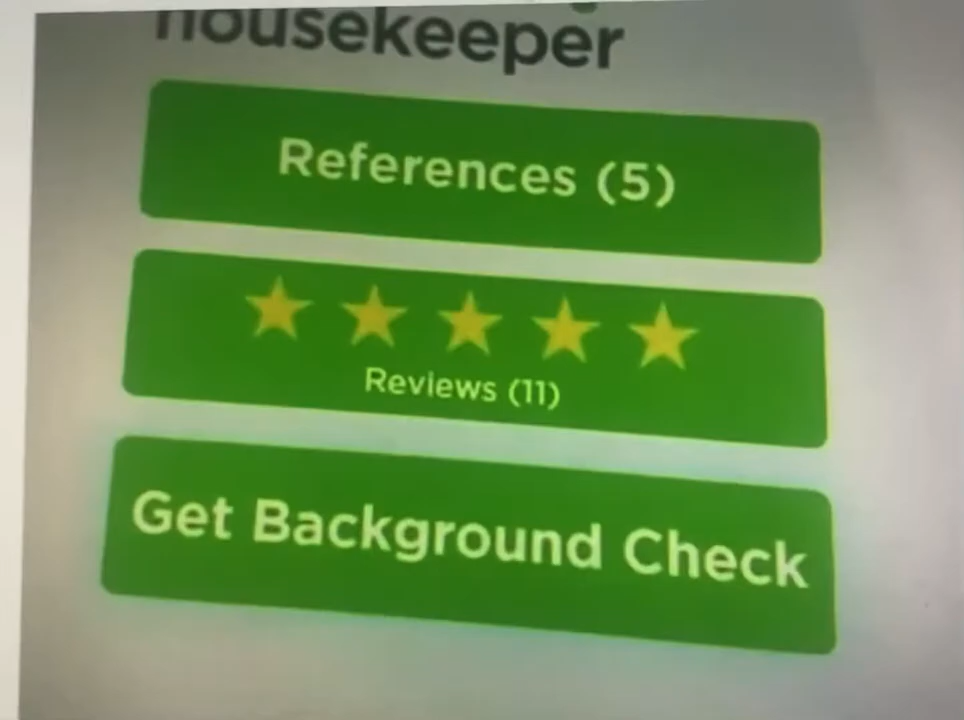 housekeeper
References (5)
Reviews (11)
Get Background Check